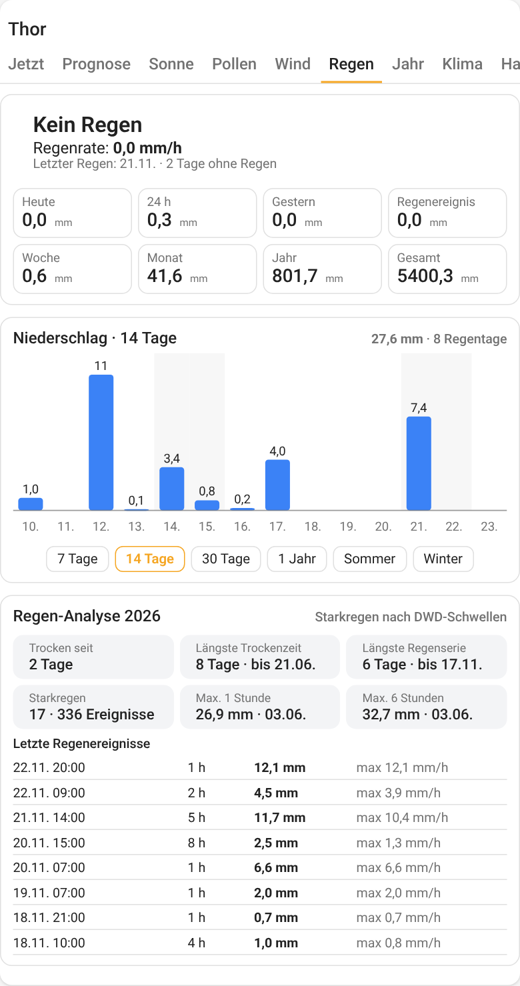 Thor
Jetzt Prognose Sonne Pollen Wind Regen Jahr Klima Ha
Kein Regen
Regenrate: 0,0 mm/h
Letzter Regen: 21.11. · 2 Tage ohne Regen
Heute 24 h Gestern Regenereignis
0,0 mm 0,3 mm 0,0 mm 0,0 mm
Woche Monat Jahr Gesamt
0,6 mm 41,6 mm 801,7 mm 5400,3 mm
Niederschlag · 14 Tage 27,6 mm · 8 Regentage
11
7,4
3,4 4,0
1,0 0,1 0,8 0,2
10. 11. 12. 13. 14. 15. 16. 17. 18. 19. 20. 21. 22. 23.
7 Tage 14 Tage 30 Tage 1 Jahr Sommer Winter
Regen-Analyse 2026 Starkregen nach DWD-Schwellen
Trocken seit Längste Trockenzeit Längste Regenserie
2 Tage 8 Tage · bis 21.06. 6 Tage · bis 17.11.
Starkregen Max. 1 Stunde Max. 6 Stunden
17 · 336 Ereignisse 26,9 mm · 03.06. 32,7 mm · 03.06.
Letzte Regenereignisse
22.11. 20:00 1 h 12,1 mm max 12,1 mm/h
22.11. 09:00 2 h 4,5 mm max 3,9 mm/h
21.11. 14:00 5 h 11,7 mm max 10,4 mm/h
20.11. 15:00 8 h 2,5 mm max 1,3 mm/h
20.11. 07:00 1 h 6,6 mm max 6,6 mm/h
19.11. 07:00 1 h 2,0 mm max 2,0 mm/h
18.11. 21:00 1 h 0,7 mm max 0,7 mm/h
18.11. 10:00 4 h 1,0 mm max 0,8 mm/h